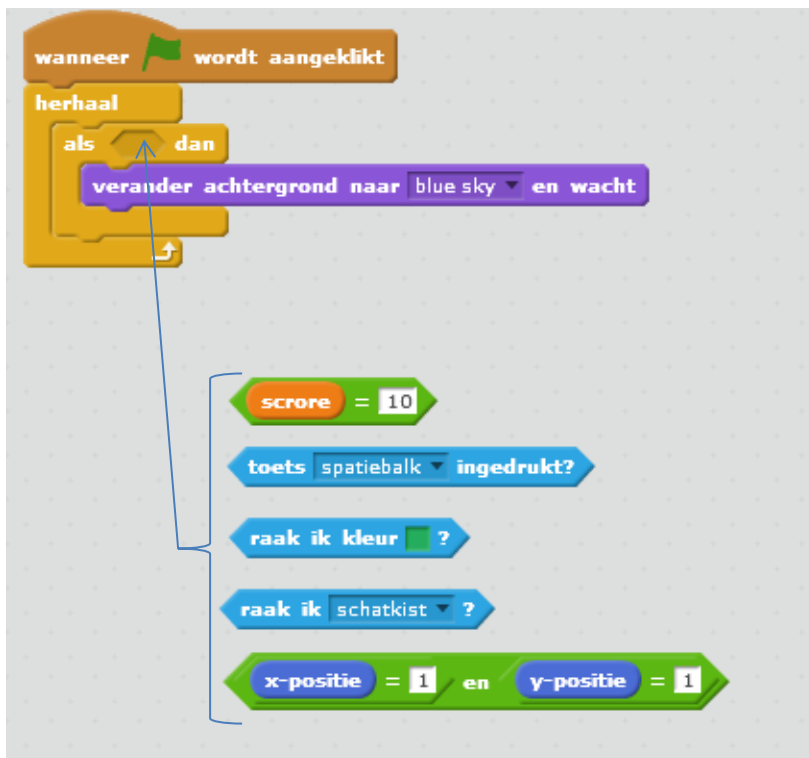 wanneer wordt aangeklikt
herhaal
als dan
verander achtergrond naar blue sky en wacht
scrore = 10
toets spatiebalk ingedrukt?
raak ik kleur ?
raak ik schatkist ?
x-positie = 1 en y-positie = 1